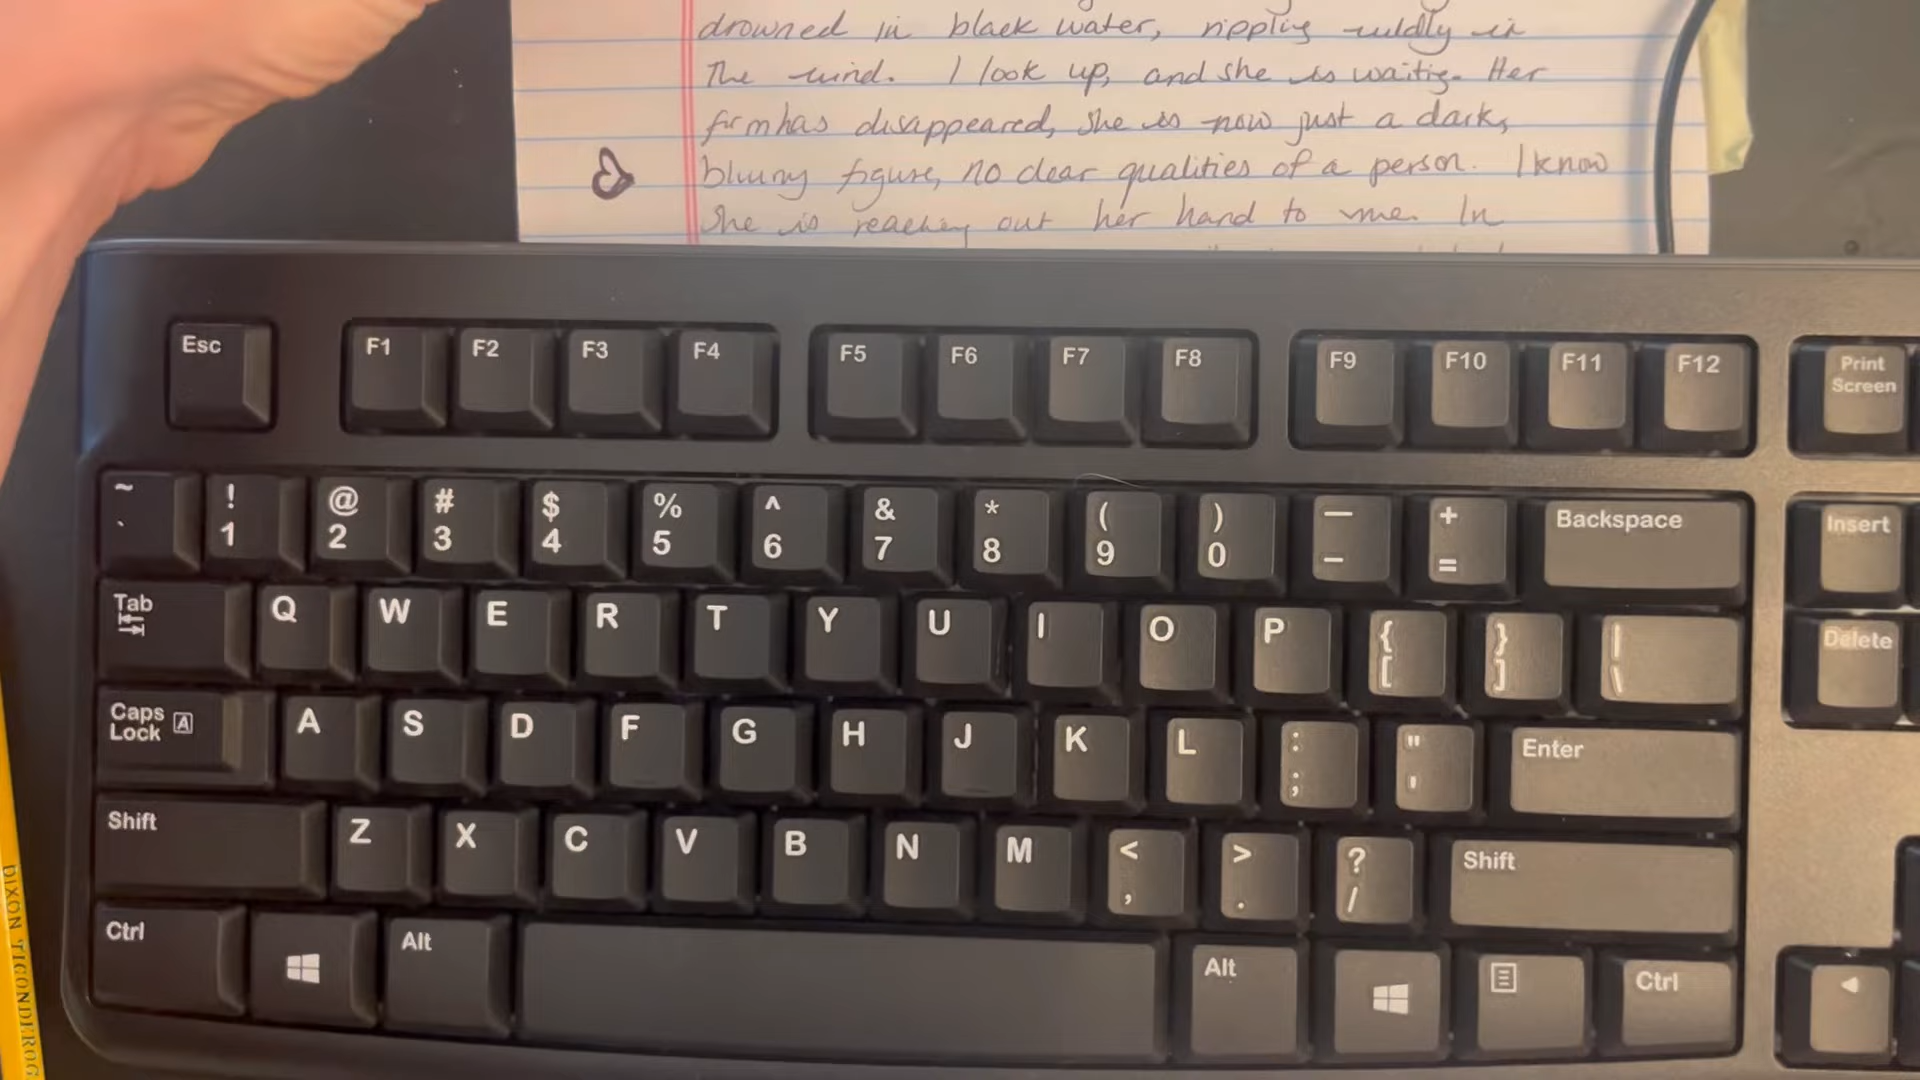 drowned in black water, rippling wildly in
the wind. I look up, and she is waiting. Her
form has disappeared, she is now just a dark,
blurry figure, no clear qualities of a person. I know
she is reaching out her hand to me. In
Esc F1 F2 F3 F4 F5 F6 F7 F8 F9 F10 F11 F12 Print Screen
~ ! @ # $ % ^ & * ( ) — + Backspace Insert
` 1 2 3 4 5 6 7 8 9 0 - =
Tab Q W E R T Y U I O P { } | Delete
[ ] \
Caps Lock A A S D F G H J K L : " Enter
; '
Shift Z X C V B N M < > ? Shift
, . /
Ctrl Alt Alt Ctrl
DIXON TICONDEROG